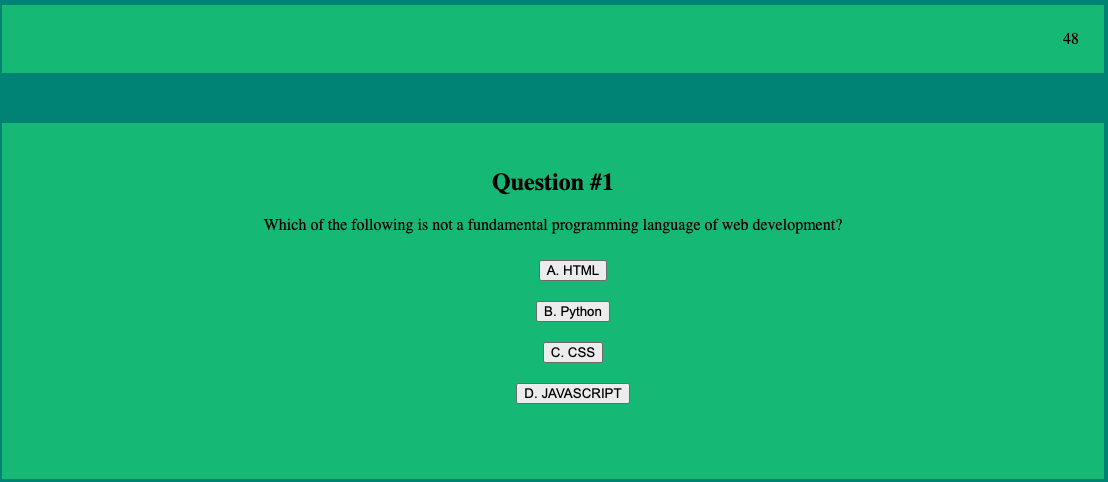 48
Question #1
Which of the following is not a fundamental programming language of web development?
A. HTML
B. Python
C. CSS
D. JAVASCRIPT